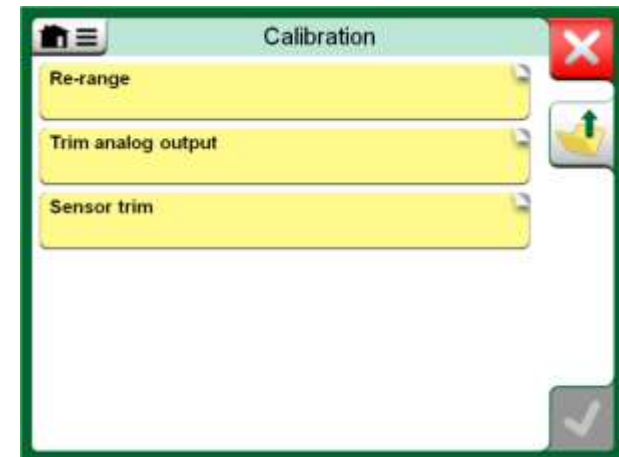 Calibration
Re-range
Trim analog output
Sensor trim